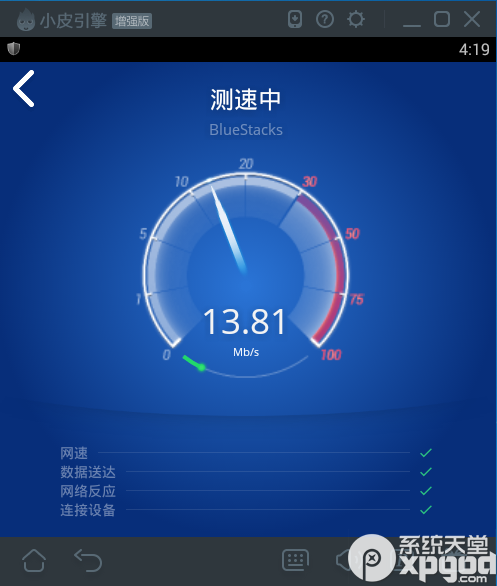 小皮引擎 增强版
4:19
测速中
BlueStacks
20
10
30
5
50
1
75
0
100
13.81
Mb/s
网速
数据送达
网络反应
连接设备
系统天堂
xpgod
.com